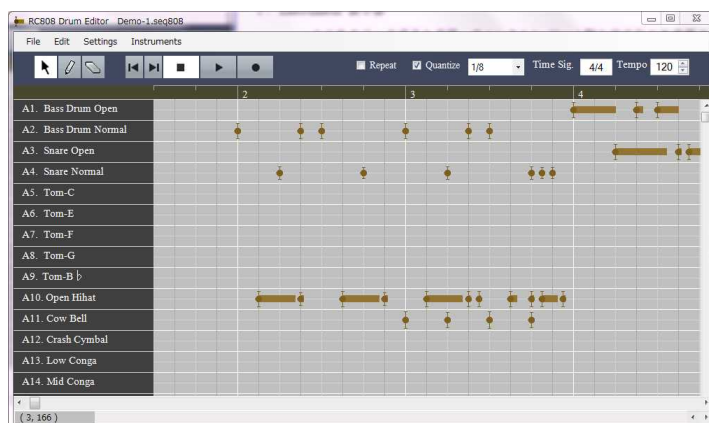 RC808 Drum Editor Demo-1.seq808
File Edit Settings Instruments
Repeat Quantize 1/8 Time Sig. 4/4 Tempo 120
2 3 4
A1. Bass Drum Open
A2. Bass Drum Normal
A3. Snare Open
A4. Snare Normal
A5. Tom-C
A6. Tom-E
A7. Tom-F
A8. Tom-G
A9. Tom-B♭
A10. Open Hihat
A11. Cow Bell
A12. Crash Cymbal
A13. Low Conga
A14. Mid Conga
( 3, 166 )